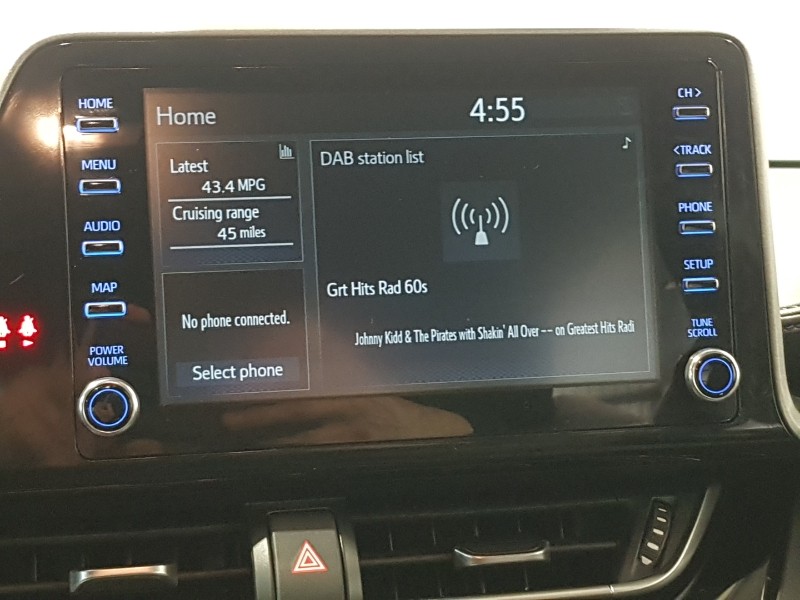 HOME
MENU
AUDIO
MAP
POWER
VOLUME
Home
4:55
Latest
43.4 MPG
Cruising range
45 miles
No phone connected.
Select phone
DAB station list
Grt Hits Rad 60s
Johnny Kidd & The Pirates with Shakin' All Over -- on Greatest Hits Radi
CH >
< TRACK
PHONE
SETUP
TUNE
SCROLL